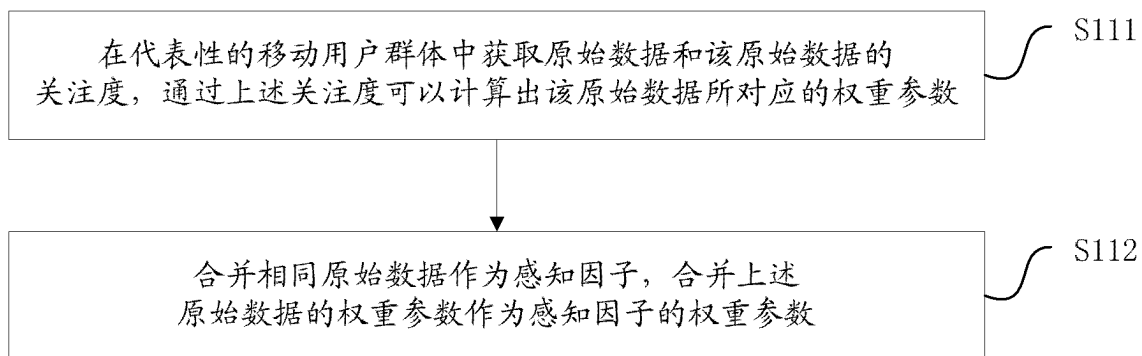 在代表性的移动用户群体中获取原始数据和该原始数据的
关注度，通过上述关注度可以计算出该原始数据所对应的权重参数
S111
合并相同原始数据作为感知因子，合并上述
原始数据的权重参数作为感知因子的权重参数
S112